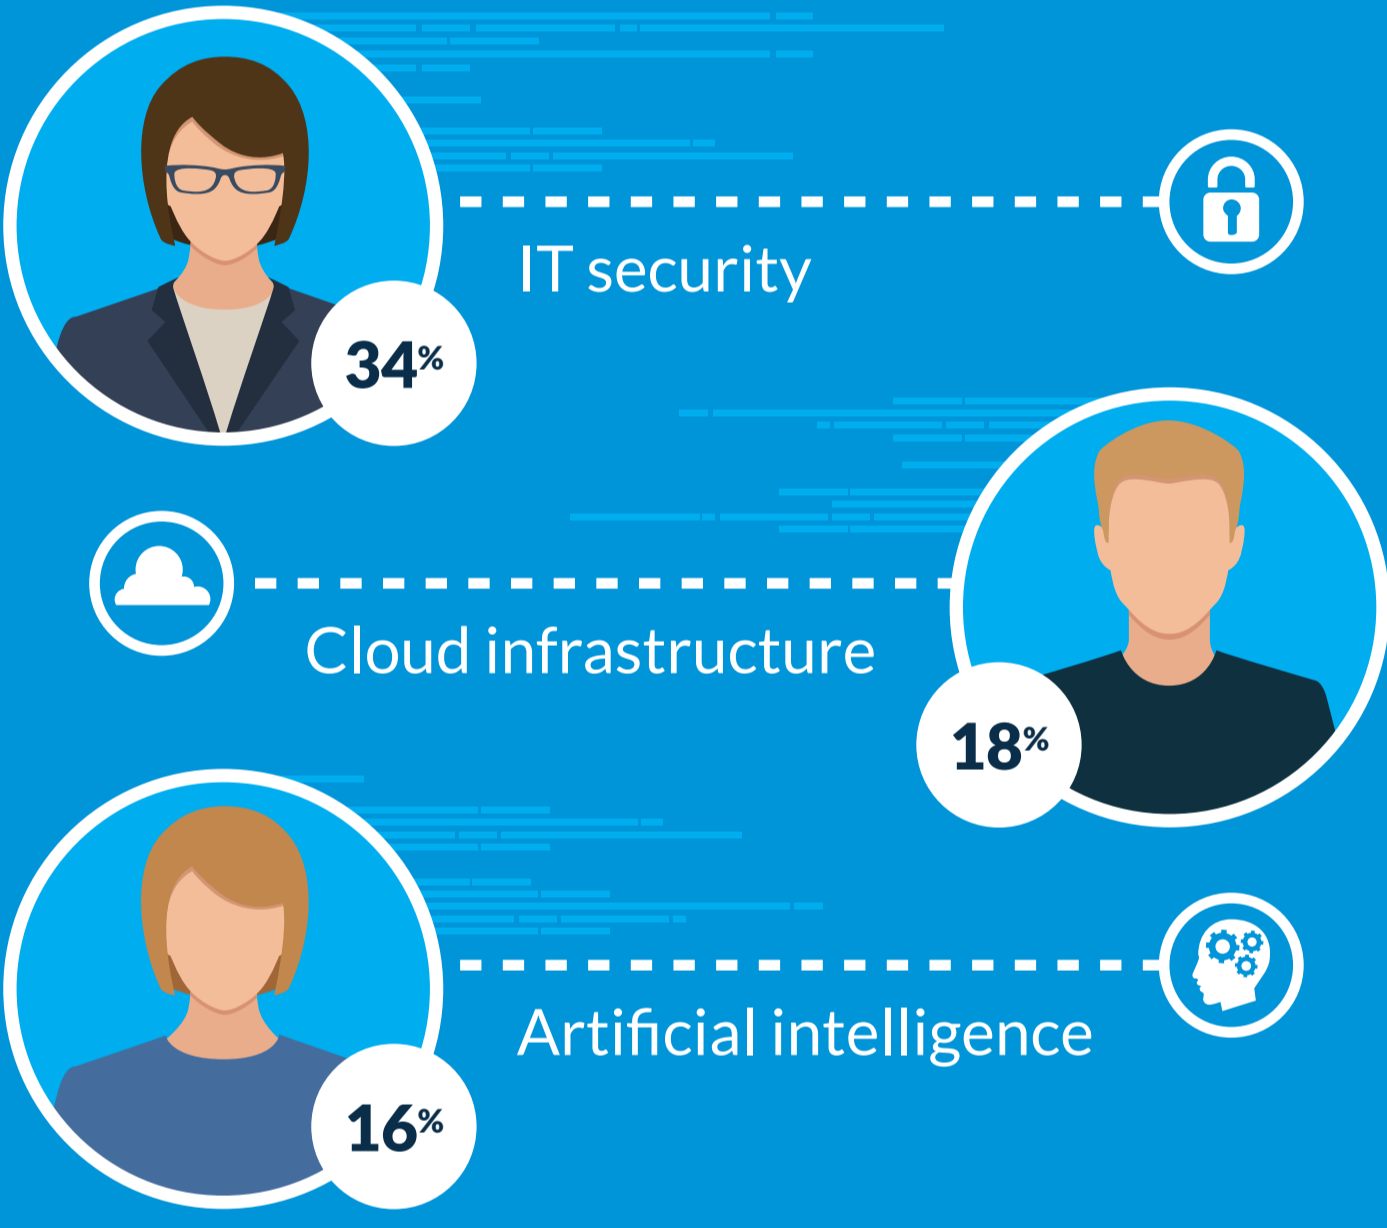 IT security
34%
Cloud infrastructure
18%
Artificial intelligence
16%